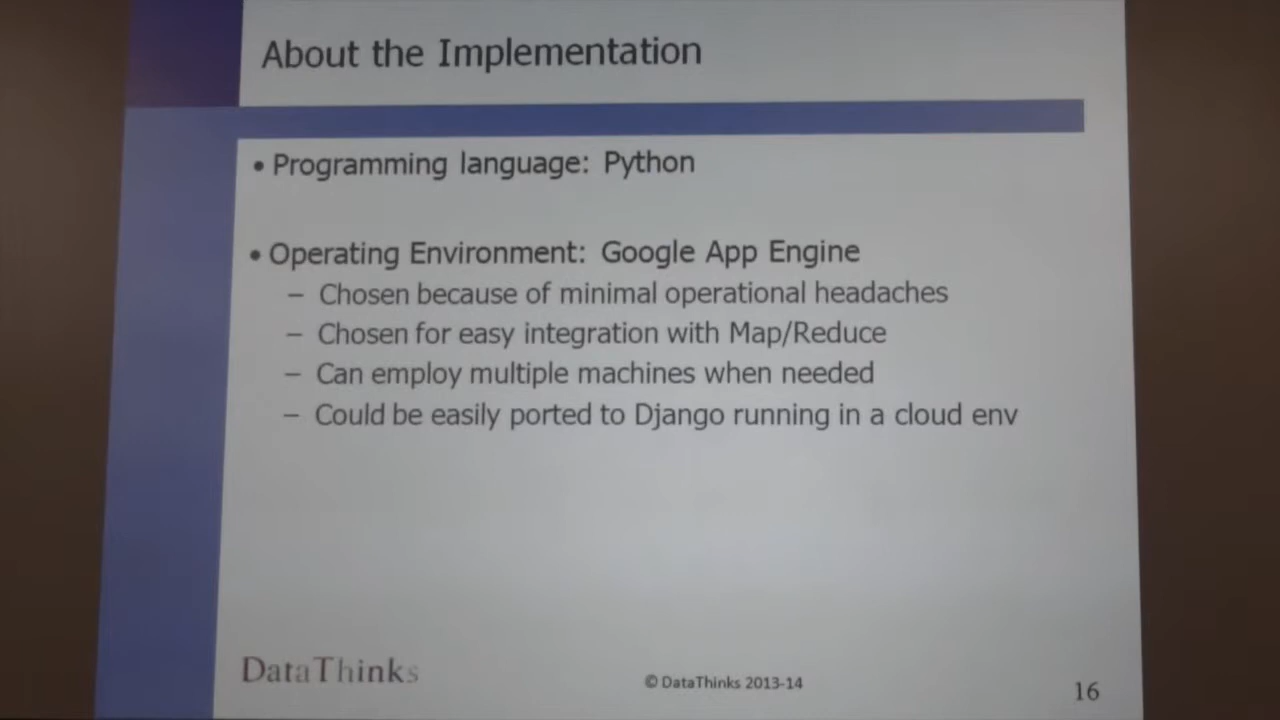 About the Implementation
• Programming language: Python
• Operating Environment: Google App Engine
– Chosen because of minimal operational headaches
– Chosen for easy integration with Map/Reduce
– Can employ multiple machines when needed
– Could be easily ported to Django running in a cloud env
DataThinks
© DataThinks 2013-14
16